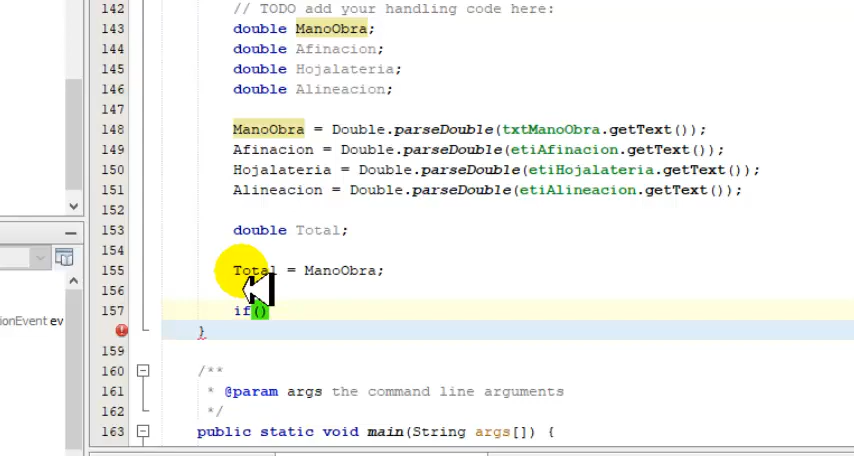 142 // TODO add your handling code here:
143 double ManoObra;
144 double Afinacion;
145 double Hojalateria;
146 double Alineacion;
147
148 ManoObra = Double.parseDouble(txtManoObra.getText());
149 Afinacion = Double.parseDouble(etiAfinacion.getText());
150 Hojalateria = Double.parseDouble(etiHojalateria.getText());
151 Alineacion = Double.parseDouble(etiAlineacion.getText());
152
153 double Total;
154
155 Total = ManoObra;
156
ionEvent ev
157 if()
}
159
160 /**
161 * @param args the command line arguments
162 */
163 public static void main(String args[]) {